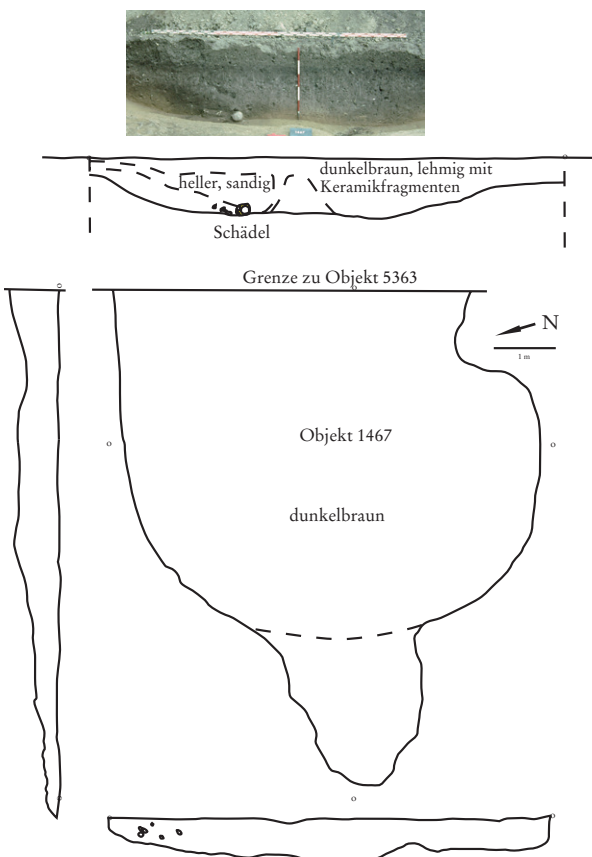 heller, sandig
dunkelbraun, lehmig mit
Keramikfragmenten
Schädel
Grenze zu Objekt 5363
N
1 m
Objekt 1467
dunkelbraun